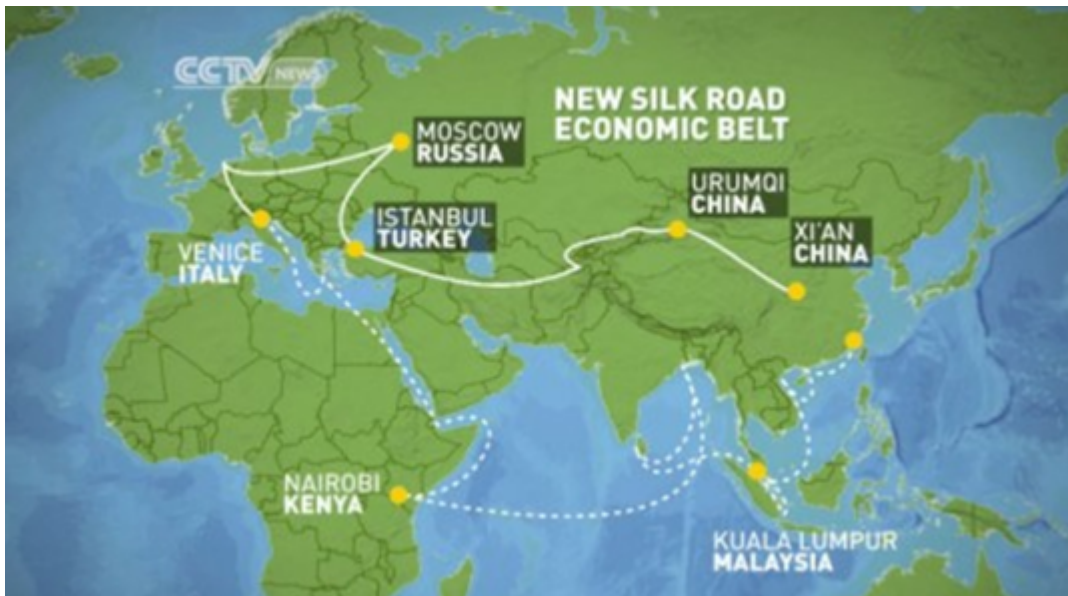 CCTV NEWS
NEW SILK ROAD
ECONOMIC BELT
MOSCOW
RUSSIA
URUMQI
CHINA
ISTANBUL
TURKEY
XI'AN
CHINA
VENICE
ITALY
NAIROBI
KENYA
KUALA LUMPUR
MALAYSIA